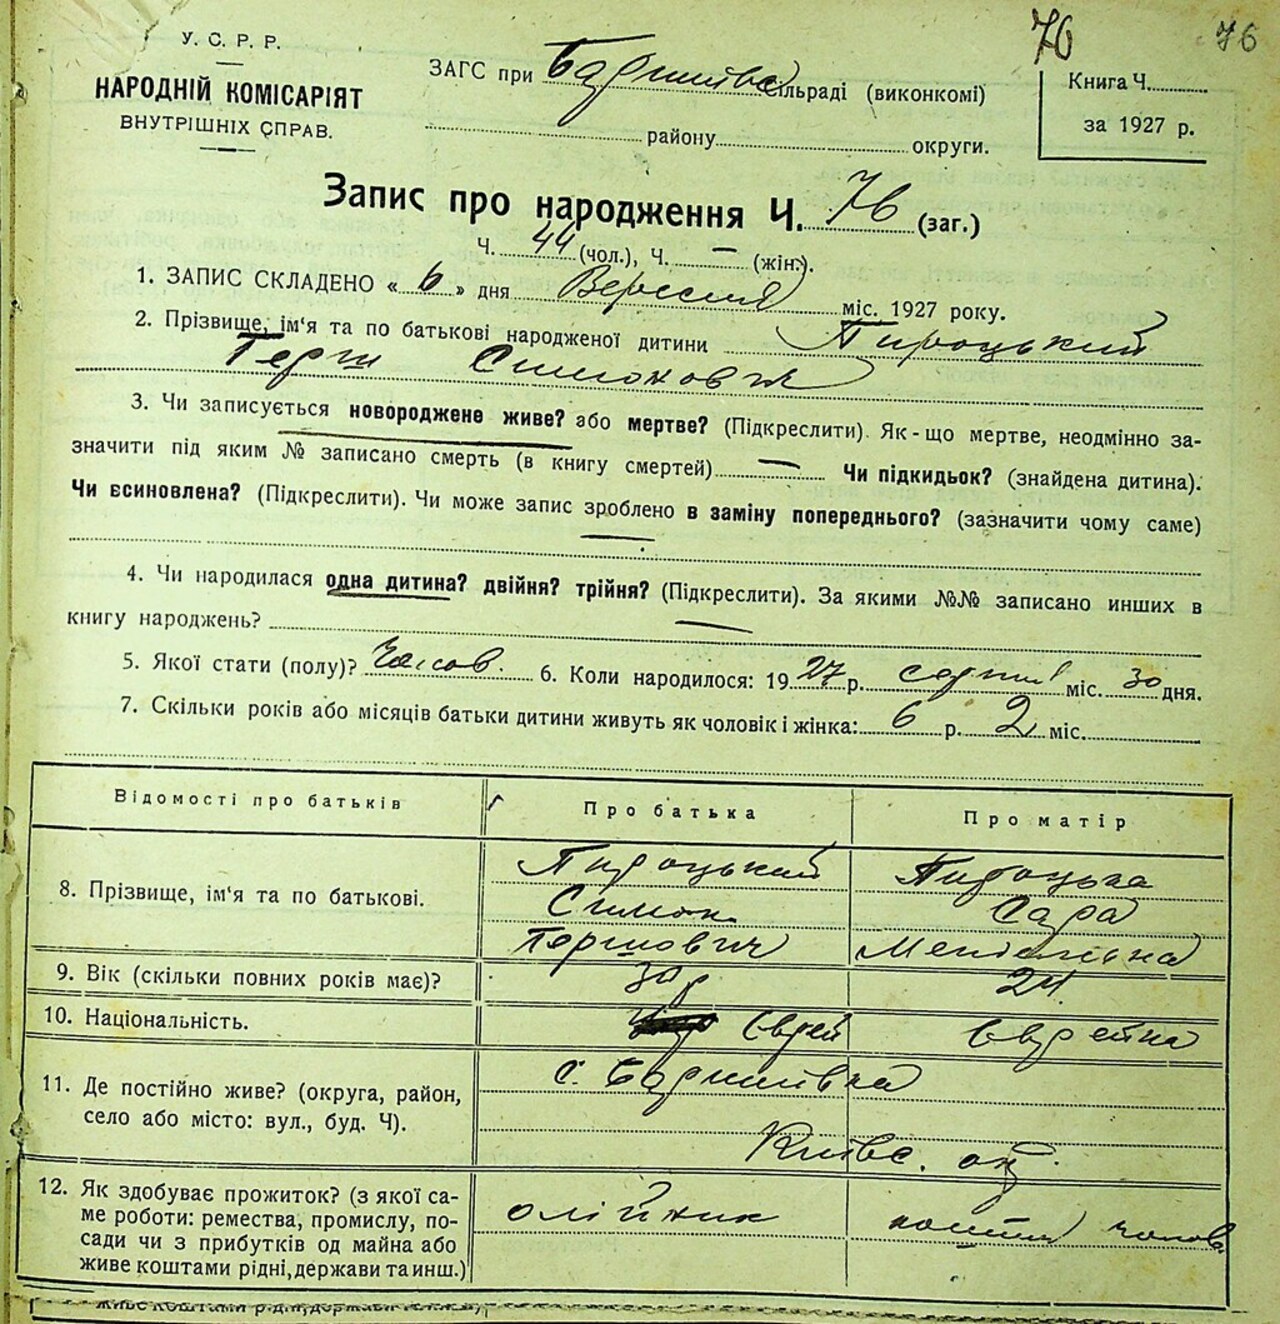 76 76
У. С. Р. Р.
НАРОДНІЙ КОМІСАРІЯТ
ВНУТРІШНІХ СПРАВ.
ЗАГС при Баришівс сільраді (виконкомі)
району округи.
Книга Ч.
за 1927 р.
Запис про народження Ч. 76 (заг.)
Ч. 44 (чол.), Ч. — (жін.).
1. ЗАПИС СКЛАДЕНО « 6 » дня Вересня міс. 1927 року.
2. Прізвище, ім‘я та по батькові народженої дитини Пироцький
Герш Симонович
3. Чи записується новороджене живе? або мертве? (Підкреслити). Як-що мертве, неодмінно за-
значити під яким № записано смерть (в книгу смертей) — Чи підкидьок? (знайдена дитина).
Чи всиновлена? (Підкреслити). Чи може запис зроблено в заміну попереднього? (зазначити чому саме)
—
4. Чи народилася одна дитина? двійня? трійня? (Підкреслити). За якими №№ записано инших в
книгу народжень? —
5. Якої стати (полу)? Чолов. 6. Коли народилося: 1927 р. серпня міс. 30 дня.
7. Скільки років або місяців батьки дитини живуть як чоловік і жінка: 6 р. 2 міс.
Відомості про батьків Про батька Про матір
8. Прізвище, ім‘я та по батькові. Пироцький Симон Гершович Пироцька Сара Мендельовна
9. Вік (скільки повних років має)? 30 р 24
10. Національність. Єврей Єврейка
11. Де постійно живе? (округа, район,
село або місто: вул., буд. Ч). с. Баришівка
Київс. окр.
12. Як здобуває прожиток? (з якої са-
ме роботи: ремества, промислу, по-
сади чи з прибутків од майна або
живе коштами рідні, держави та инш.) олійник коштом чолов